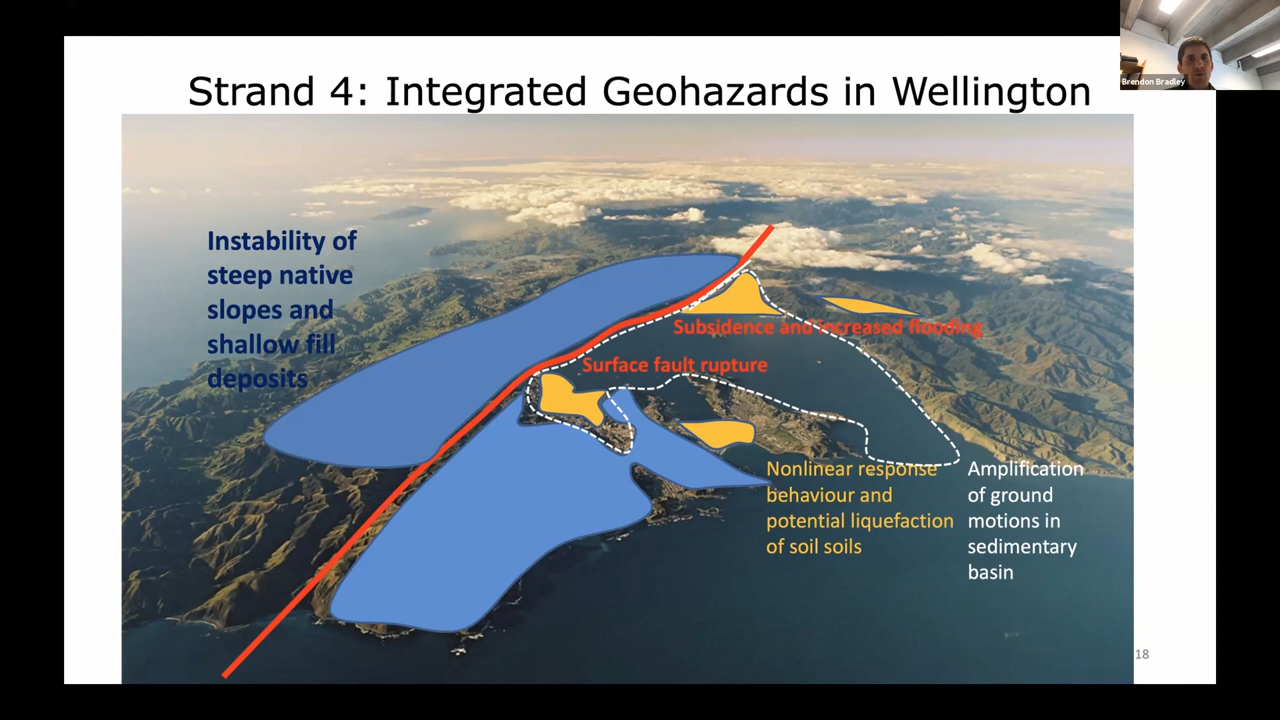 Brendon Bradley
Strand 4: Integrated Geohazards in Wellington
Instability of
steep native
slopes and
shallow fill
deposits
Subsidence and increased flooding
Surface fault rupture
Nonlinear response
behaviour and
potential liquefaction
of soil soils
Amplification
of ground
motions in
sedimentary
basin
18